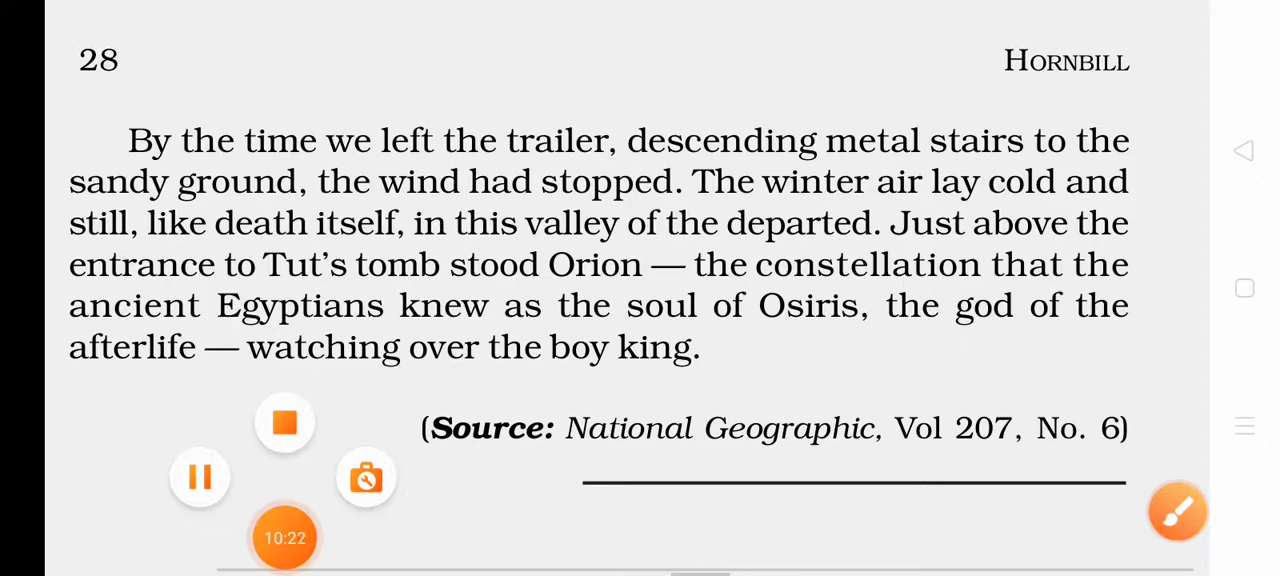 28 HORNBILL
By the time we left the trailer, descending metal stairs to the
sandy ground, the wind had stopped. The winter air lay cold and
still, like death itself, in this valley of the departed. Just above the
entrance to Tut's tomb stood Orion — the constellation that the
ancient Egyptians knew as the soul of Osiris, the god of the
afterlife — watching over the boy king.
(Source: National Geographic, Vol 207, No. 6)
10:22